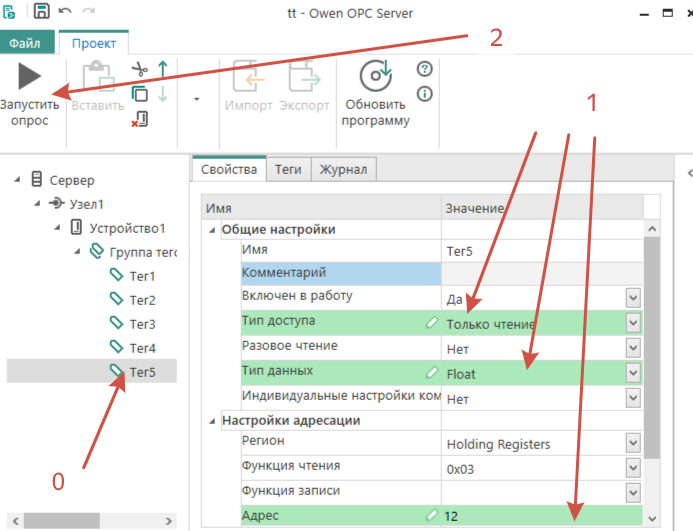 tt - Owen OPC Server
Файл
Проект
2
Запустить опрос
Вставить
Импорт
Экспорт
Обновить программу
1
Сервер
Узел1
Устройство1
Группа тегс
Тег1
Тег2
Тег3
Тег4
Тег5
0
Свойства
Теги
Журнал
Имя Значение
Общие настройки
Имя Тег5
Комментарий
Включен в работу Да
Тип доступа Только чтение
Разовое чтение Нет
Тип данных Float
Индивидуальные настройки ком Нет
Настройки адресации
Регион Holding Registers
Функция чтения 0x03
Функция записи
Адрес 12